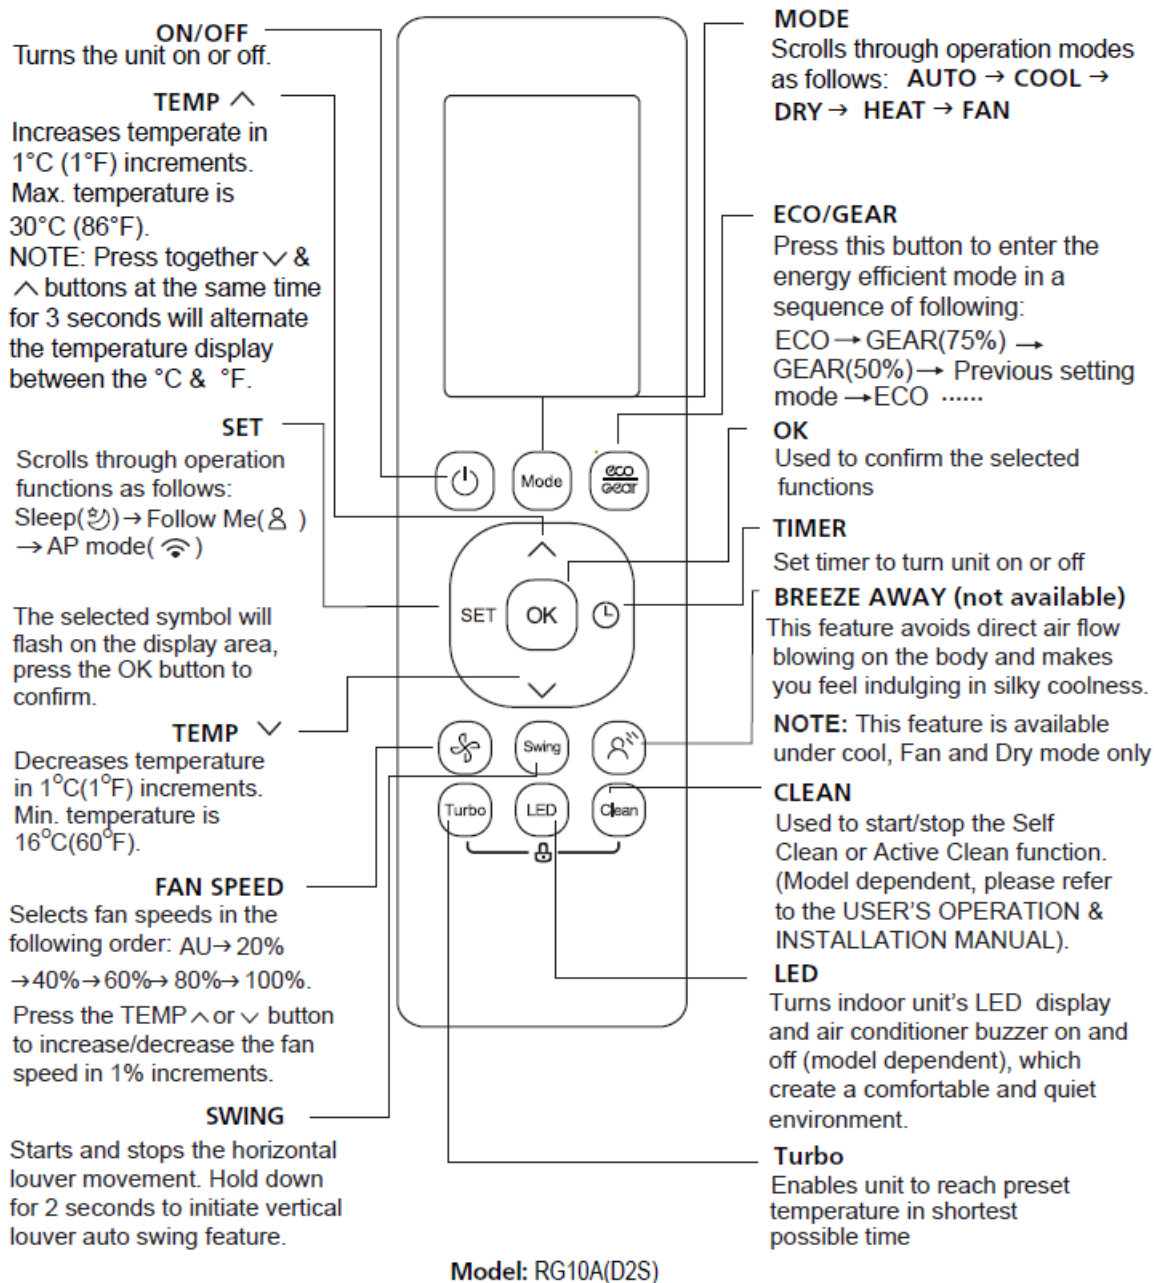 ON/OFF
Turns the unit on or off.
TEMP ︿
Increases temperate in
1°C (1°F) increments.
Max. temperature is
30°C (86°F).
NOTE: Press together ﹀ &
︿ buttons at the same time
for 3 seconds will alternate
the temperature display
between the °C & °F.
SET
Scrolls through operation
functions as follows:
Sleep( ) → Follow Me( )
→ AP mode( )
The selected symbol will
flash on the display area,
press the OK button to
confirm.
TEMP ﹀
Decreases temperature
in 1°C(1°F) increments.
Min. temperature is
16°C(60°F).
FAN SPEED
Selects fan speeds in the
following order: AU→ 20%
→40%→60%→ 80%→ 100%.
Press the TEMP ︿ or ﹀ button
to increase/decrease the fan
speed in 1% increments.
SWING
Starts and stops the horizontal
louver movement. Hold down
for 2 seconds to initiate vertical
louver auto swing feature.
Mode
eco
Gear
SET
OK
Swing
Turbo
LED
Clean
MODE
Scrolls through operation modes
as follows: AUTO → COOL →
DRY → HEAT → FAN
ECO/GEAR
Press this button to enter the
energy efficient mode in a
sequence of following:
ECO → GEAR(75%) →
GEAR(50%) → Previous setting
mode → ECO ······
OK
Used to confirm the selected
functions
TIMER
Set timer to turn unit on or off
BREEZE AWAY (not available)
This feature avoids direct air flow
blowing on the body and makes
you feel indulging in silky coolness.
NOTE: This feature is available
under cool, Fan and Dry mode only
CLEAN
Used to start/stop the Self
Clean or Active Clean function.
(Model dependent, please refer
to the USER'S OPERATION &
INSTALLATION MANUAL).
LED
Turns indoor unit's LED display
and air conditioner buzzer on and
off (model dependent), which
create a comfortable and quiet
environment.
Turbo
Enables unit to reach preset
temperature in shortest
possible time
Model: RG10A(D2S)